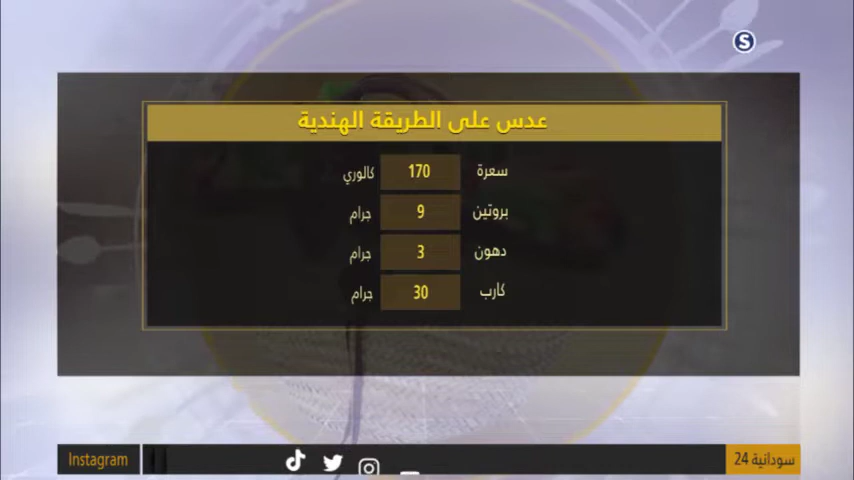 S
عدس على الطريقة الهندية
سعرة 170 كالوري
بروتين 9 جرام
دهون 3 جرام
كارب 30 جرام
سودانية 24
Instagram